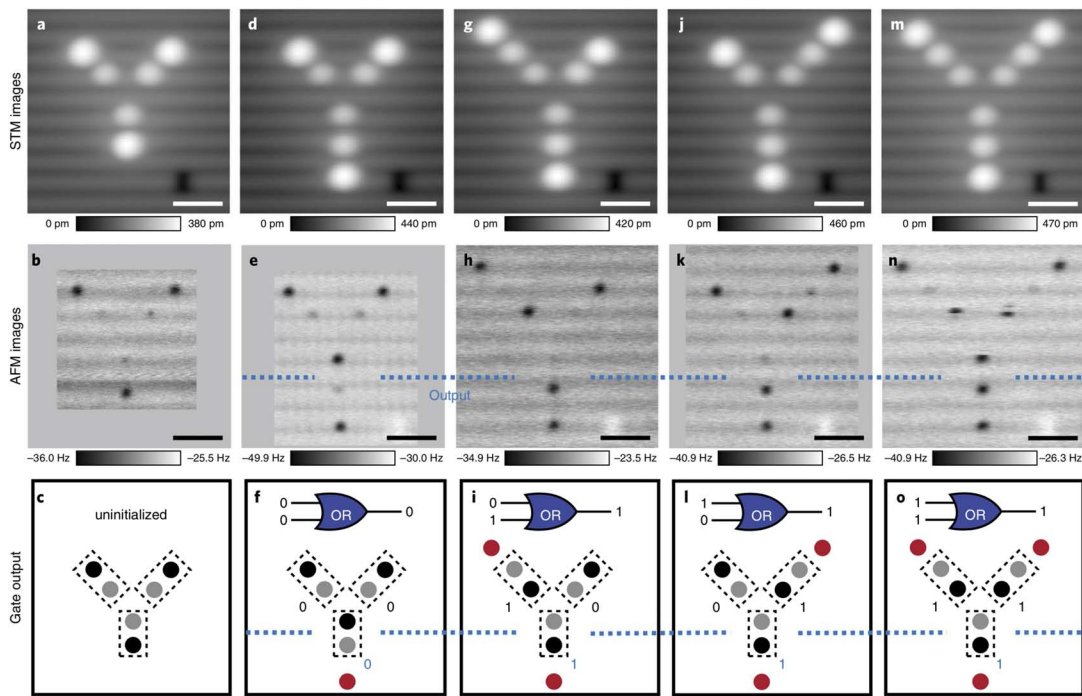 a
d
g
j
m
STM images
0 pm 380 pm
0 pm 440 pm
0 pm 420 pm
0 pm 460 pm
0 pm 470 pm
b
e
h
k
n
AFM images
Output
–36.0 Hz –25.5 Hz
–49.9 Hz –30.0 Hz
–34.9 Hz –23.5 Hz
–40.9 Hz –26.5 Hz
–40.9 Hz –26.3 Hz
Gate output
c
uninitialized
f
0
0
OR
0
0
0
0
i
0
1
OR
1
1
0
1
l
1
0
OR
1
0
1
1
o
1
1
OR
1
1
1
1